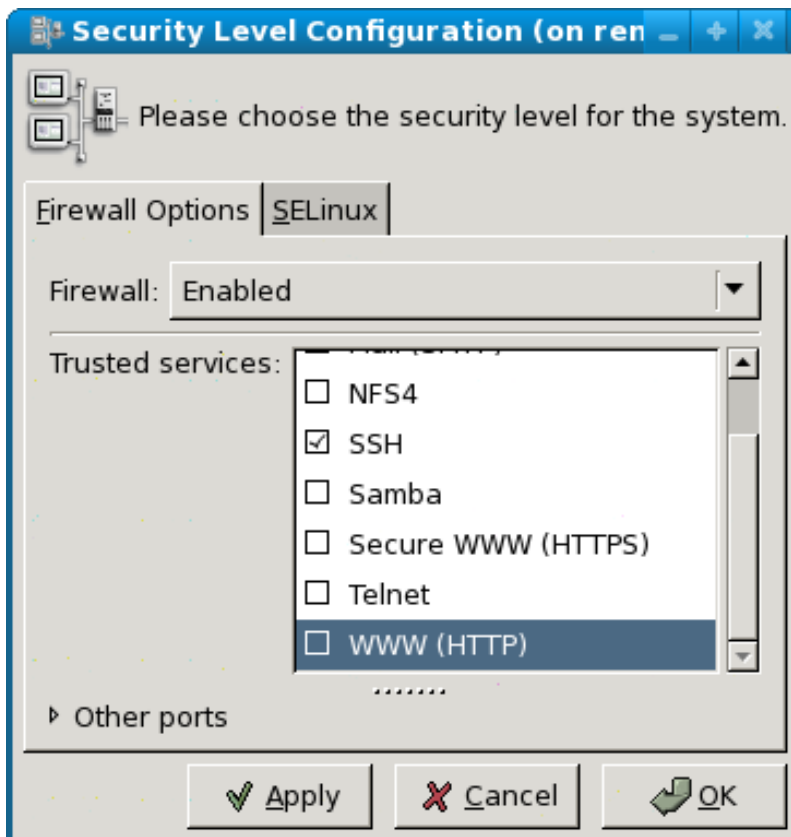 Security Level Configuration (on ren
Please choose the security level for the system.
Firewall Options
SELinux
Firewall: Enabled
Trusted services:
NFS4
SSH
Samba
Secure WWW (HTTPS)
Telnet
WWW (HTTP)
Other ports
Apply
Cancel
OK